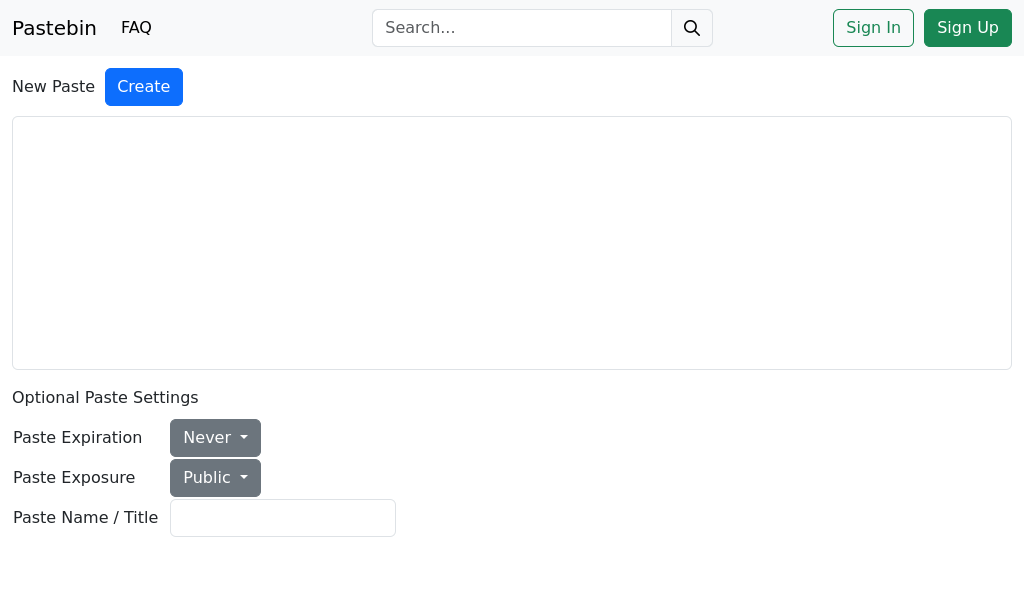 Pastebin FAQ Search... Sign In Sign Up
New Paste Create
Optional Paste Settings
Paste Expiration Never
Paste Exposure Public
Paste Name / Title